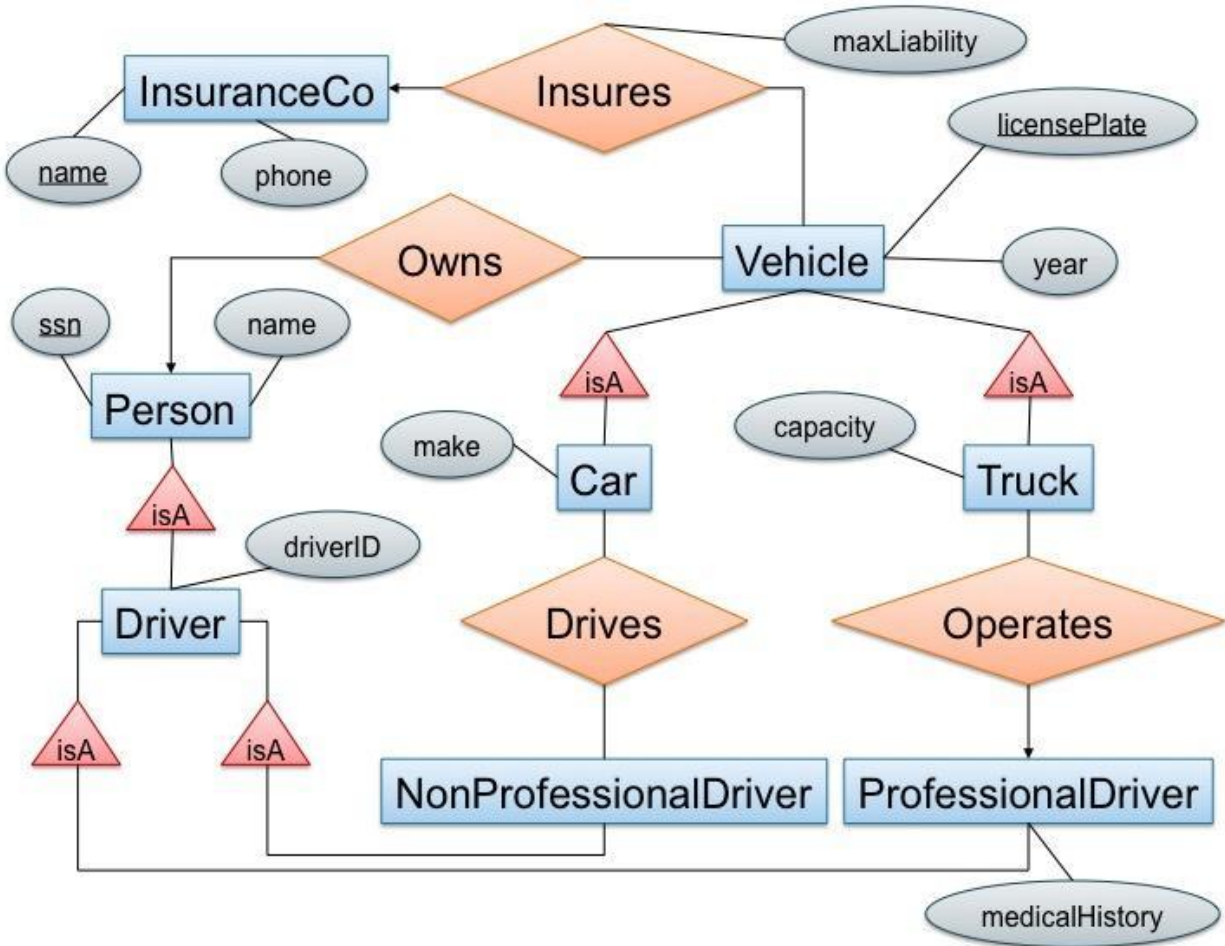 maxLiability
InsuranceCo
Insures
licensePlate
name
phone
Owns
Vehicle
year
ssn
name
isA
isA
Person
make
capacity
Car
Truck
isA
driverID
Driver
Drives
Operates
isA
isA
NonProfessionalDriver
ProfessionalDriver
medicalHistory